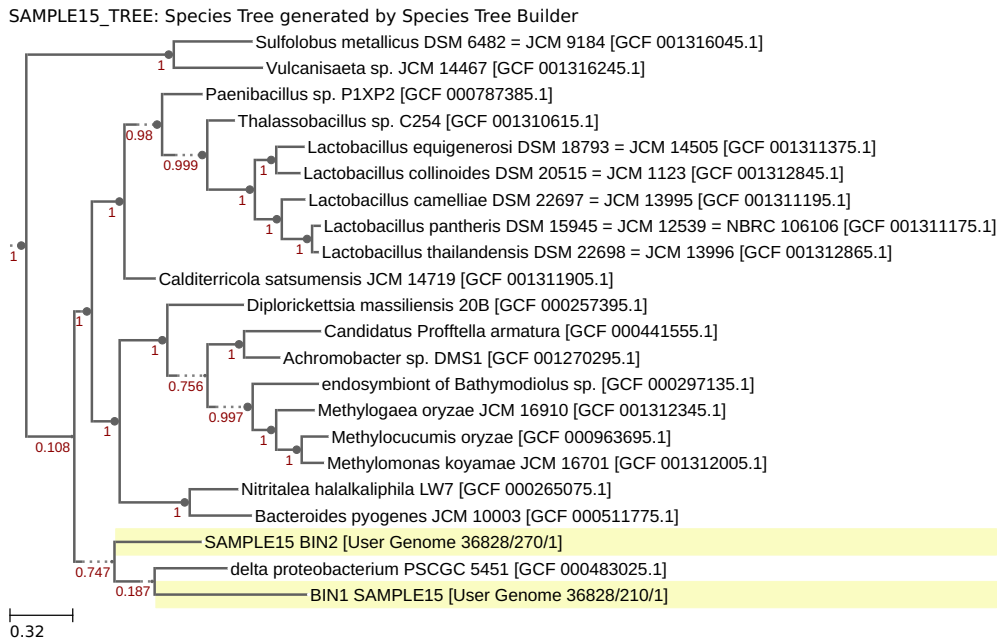 SAMPLE15_TREE: Species Tree generated by Species Tree Builder
Sulfolobus metallicus DSM 6482 = JCM 9184 [GCF 001316045.1]
1
Vulcanisaeta sp. JCM 14467 [GCF 001316245.1]
Paenibacillus sp. P1XP2 [GCF 000787385.1]
0.98
Thalassobacillus sp. C254 [GCF 001310615.1]
0.999
Lactobacillus equigenerosi DSM 18793 = JCM 14505 [GCF 001311375.1]
1
Lactobacillus collinoides DSM 20515 = JCM 1123 [GCF 001312845.1]
1
Lactobacillus camelliae DSM 22697 = JCM 13995 [GCF 001311195.1]
1
1
Lactobacillus pantheris DSM 15945 = JCM 12539 = NBRC 106106 [GCF 001311175.1]
1
1
Lactobacillus thailandensis DSM 22698 = JCM 13996 [GCF 001312865.1]
Calditerricola satsumensis JCM 14719 [GCF 001311905.1]
Diplorickettsia massiliensis 20B [GCF 000257395.1]
1
Candidatus Profftella armatura [GCF 000441555.1]
1
1
Achromobacter sp. DMS1 [GCF 001270295.1]
0.756
endosymbiont of Bathymodiolus sp. [GCF 000297135.1]
0.997
Methylogaea oryzae JCM 16910 [GCF 001312345.1]
1
1
Methylocucumis oryzae [GCF 000963695.1]
0.108
1
Methylomonas koyamae JCM 16701 [GCF 001312005.1]
Nitritalea halalkaliphila LW7 [GCF 000265075.1]
1
Bacteroides pyogenes JCM 10003 [GCF 000511775.1]
SAMPLE15 BIN2 [User Genome 36828/270/1]
0.747
delta proteobacterium PSCGC 5451 [GCF 000483025.1]
0.187
BIN1 SAMPLE15 [User Genome 36828/210/1]
0.32